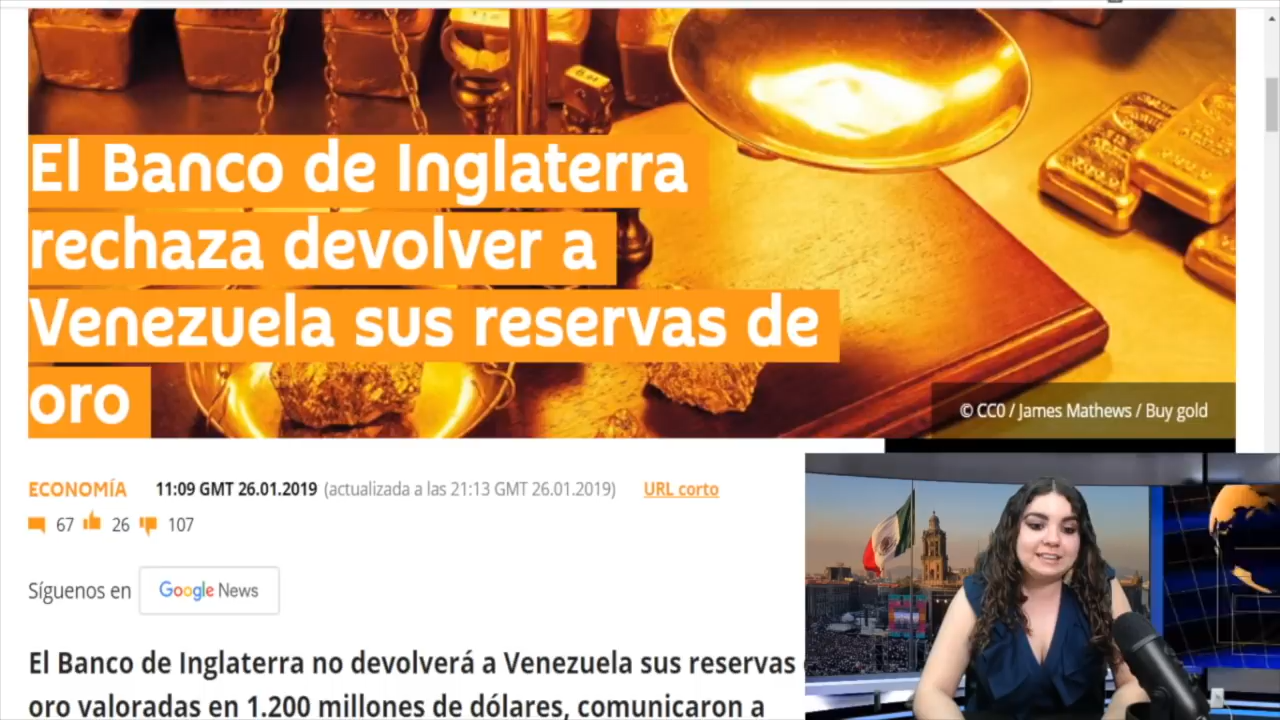 El Banco de Inglaterra
rechaza devolver a
Venezuela sus reservas de
oro
© CC0 / James Mathews / Buy gold
ECONOMÍA 11:09 GMT 26.01.2019 (actualizada a las 21:13 GMT 26.01.2019) URL corto
67 26 107
Síguenos en Google News
El Banco de Inglaterra no devolverá a Venezuela sus reservas
oro valoradas en 1.200 millones de dólares, comunicaron a